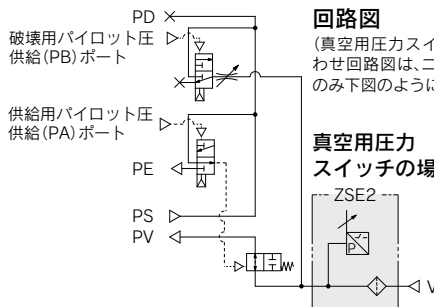 PD
破壊用パイロット圧
供給(PB)ポート
供給用パイロット圧
供給(PA)ポート
PE
PS
PV
回路図
(真空用圧力スイ
わせ回路図は、二
のみ下図のように
真空用圧力
スイッチの場
ZSE2
P
V